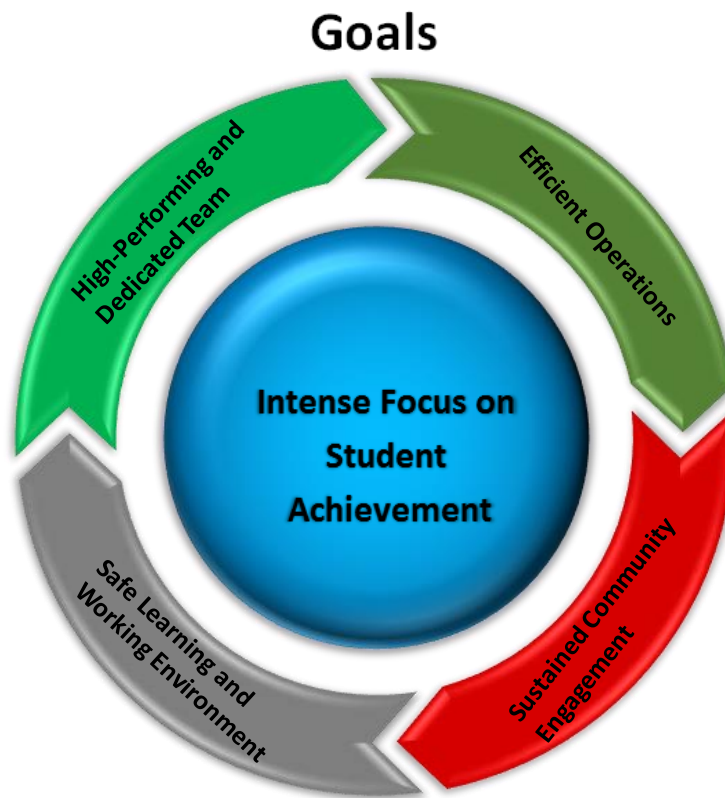 Goals
High-Performing and
Dedicated Team
Efficient Operations
Intense Focus on
Student
Achievement
Safe Learning and
Working Environment
Sustained Community
Engagement